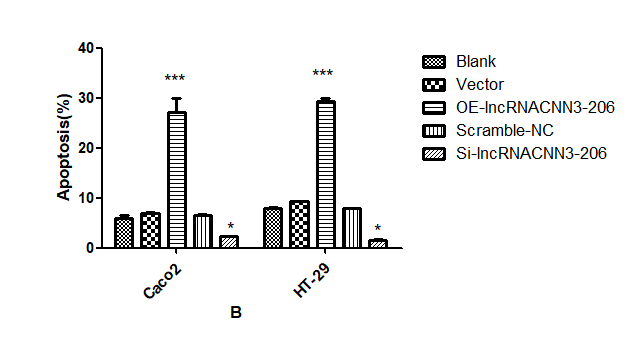 40
30
20
10
0
Apoptosis(%)
***
*
***
*
Caco2
HT-29
B
Blank
Vector
OE-lncRNACNN3-206
Scramble-NC
Si-lncRNACNN3-206